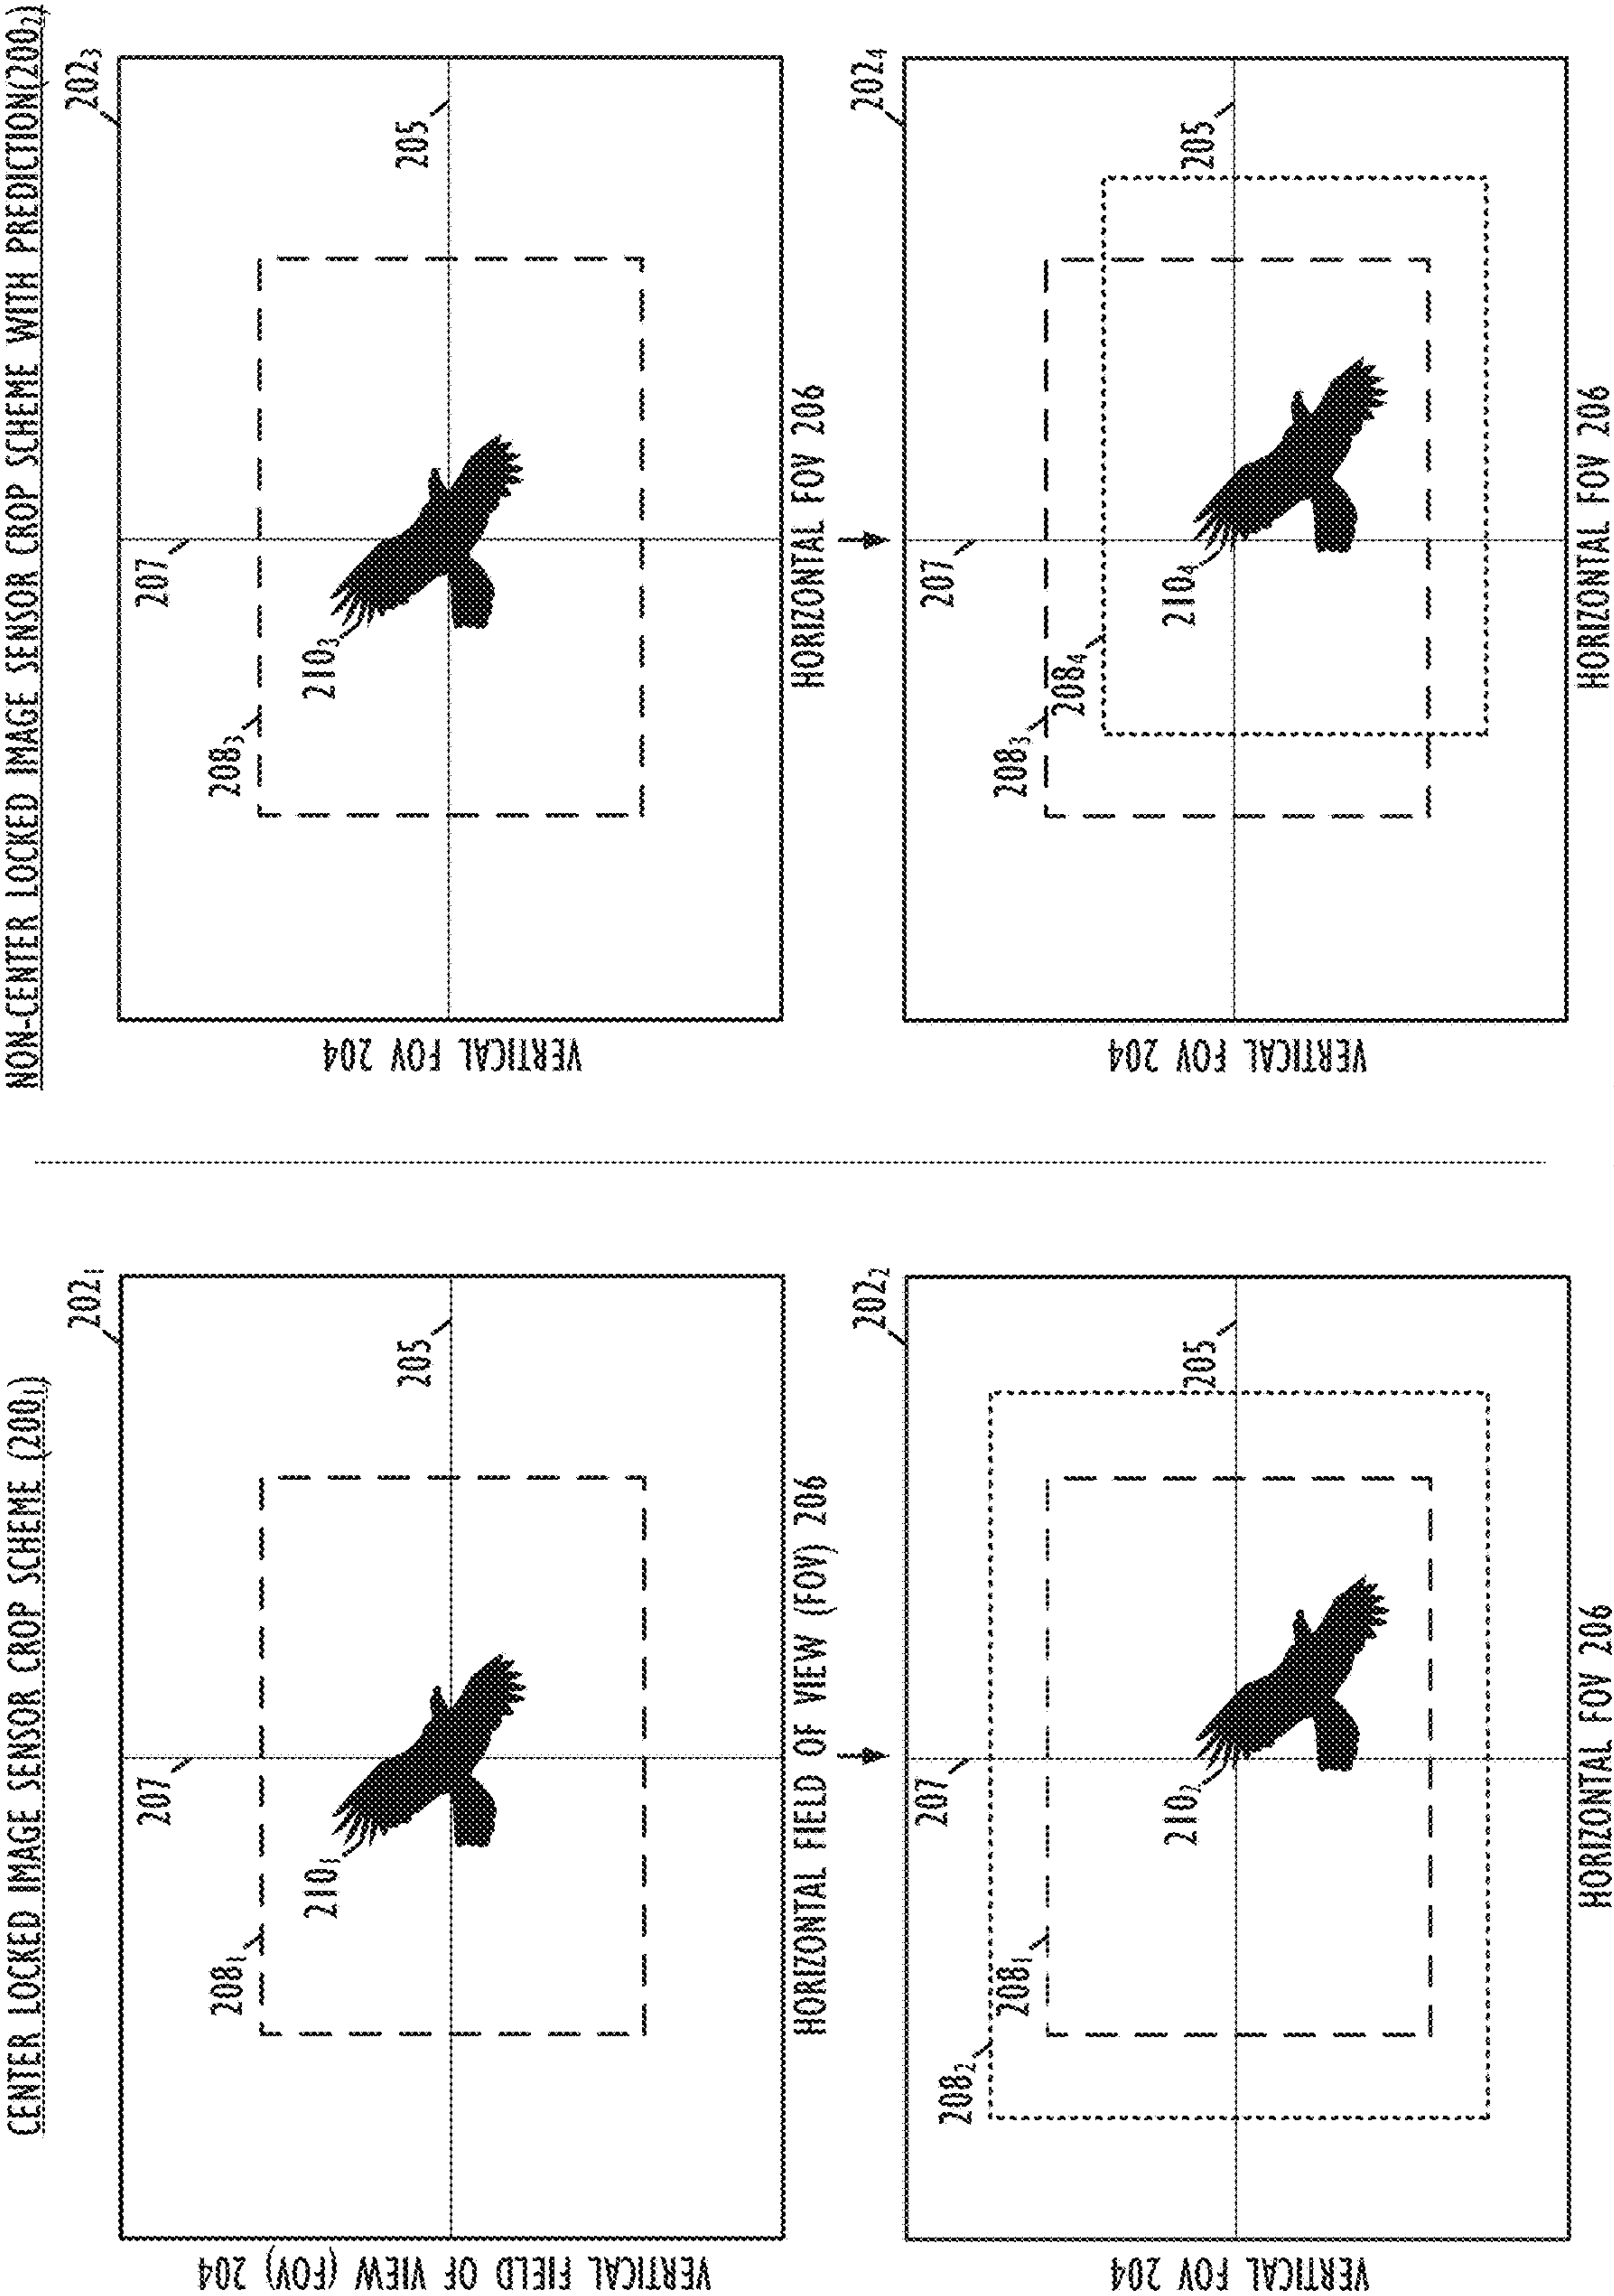 CENTER LOCKED IMAGE SENSOR CROP SCHEME (200₁)
202₁
207
205
208₁
210₁
VERTICAL FIELD OF VIEW (FOV) 204
HORIZONTAL FIELD OF VIEW (FOV) 206
202₂
207
205
208₂
208₁
210₂
VERTICAL FOV 204
HORIZONTAL FOV 206
NON-CENTER LOCKED IMAGE SENSOR CROP SCHEME WITH PREDICTION(200₂)
202₃
207
205
208₃
210₃
VERTICAL FOV 204
HORIZONTAL FOV 206
202₄
207
205
208₃
208₄
210₄
VERTICAL FOV 204
HORIZONTAL FOV 206